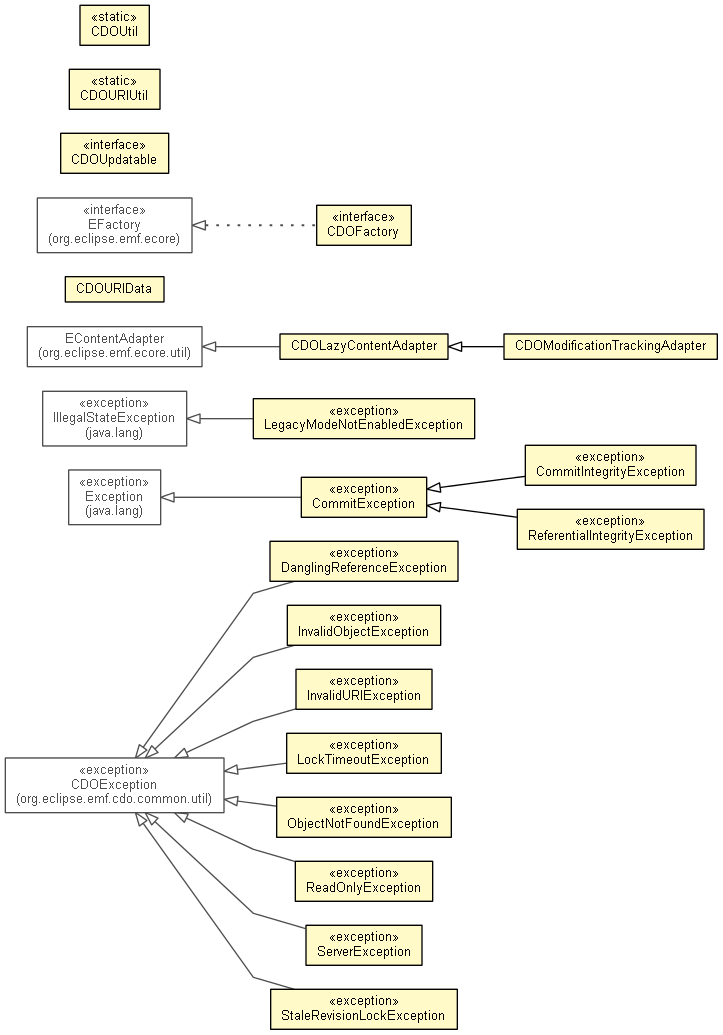 «static»
CDOUtil
«static»
CDOURIUtil
«interface»
CDOUpdatable
«interface»
EFactory
(org.eclipse.emf.ecore)
«interface»
CDOFactory
CDOURIData
EContentAdapter
(org.eclipse.emf.ecore.util)
CDOLazyContentAdapter
CDOModificationTrackingAdapter
«exception»
IllegalStateException
(java.lang)
«exception»
LegacyModeNotEnabledException
«exception»
Exception
(java.lang)
«exception»
CommitException
«exception»
CommitIntegrityException
«exception»
ReferentialIntegrityException
«exception»
DanglingReferenceException
«exception»
InvalidObjectException
«exception»
InvalidURIException
«exception»
CDOException
(org.eclipse.emf.cdo.common.util)
«exception»
LockTimeoutException
«exception»
ObjectNotFoundException
«exception»
ReadOnlyException
«exception»
ServerException
«exception»
StaleRevisionLockException